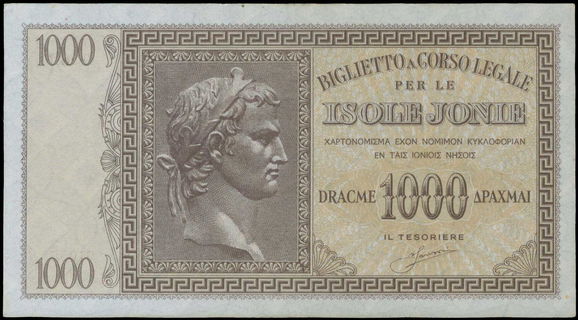 1000
1000
BIGLIETTO A CORSO LEGALE
PER LE
ISOLE JONIE
ΧΑΡΤΟΝΟΜΙΣΜΑ ΕΧΟΝ ΝΟΜΙΜΟΝ ΚΥΚΛΟΦΟΡΙΑΝ
ΕΝ ΤΑΙΣ ΙΟΝΙΟΙΣ ΝΗΣΟΙΣ
DRACME 1000 ΔΡΑΧΜΑΙ
IL TESORIERE